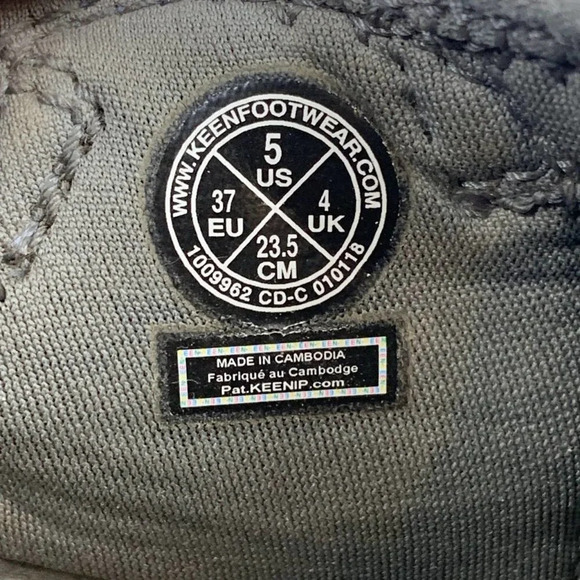 WWW.KEENFOOTWEAR.COM
5
US
37
EU
4
UK
23.5
CM
1009962 CD-C 010118
MADE IN CAMBODIA
Fabriqué au Cambodge
Pat.KEENIP.com